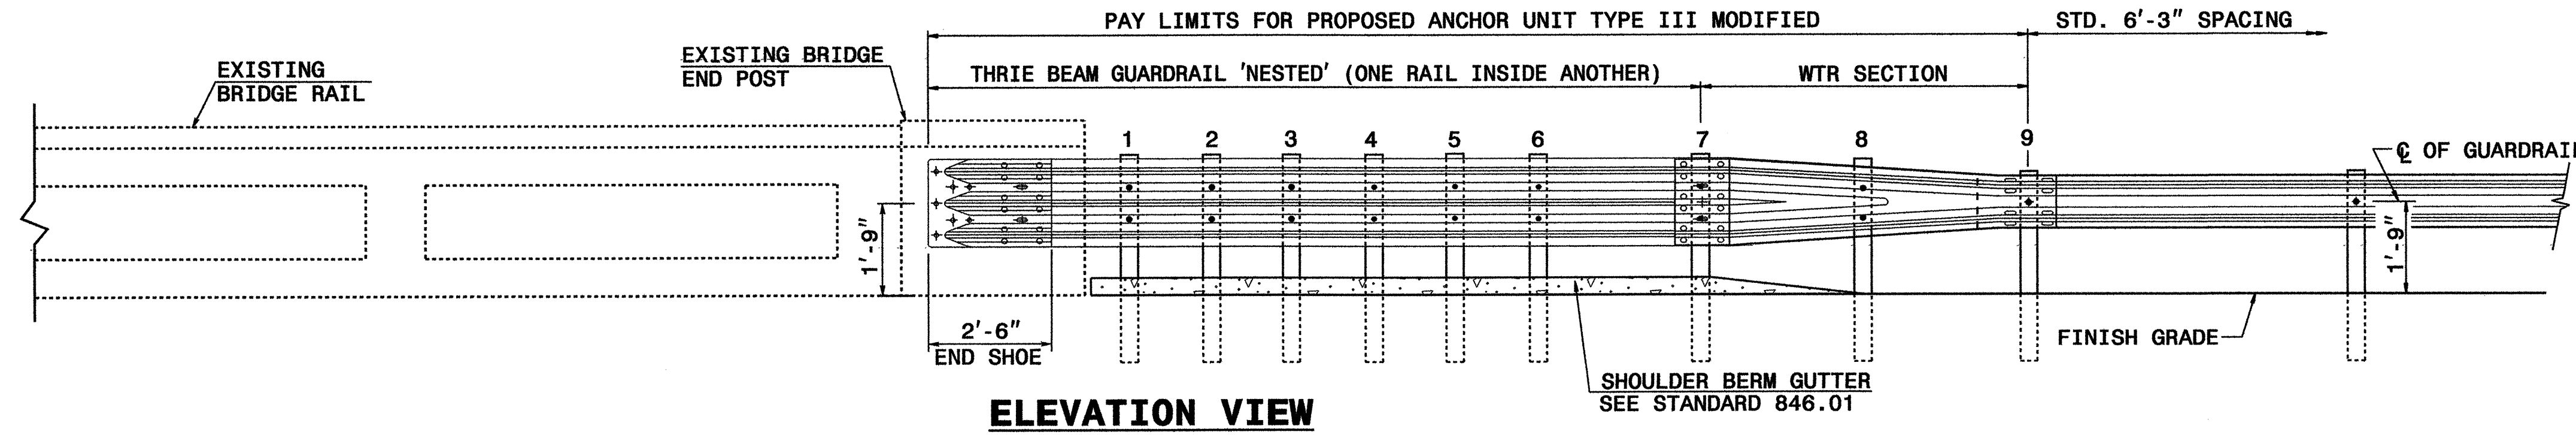 PAY LIMITS FOR PROPOSED ANCHOR UNIT TYPE III MODIFIED
STD. 6'-3" SPACING
EXISTING BRIDGE
END POST
EXISTING
BRIDGE RAIL
THRIE BEAM GUARDRAIL 'NESTED' (ONE RAIL INSIDE ANOTHER)
WTR SECTION
1 2 3 4 5 6 7 8 9
℄ OF GUARDRAIL
1'-9"
1'-9"
2'-6"
END SHOE
FINISH GRADE
SHOULDER BERM GUTTER
SEE STANDARD 846.01
ELEVATION VIEW